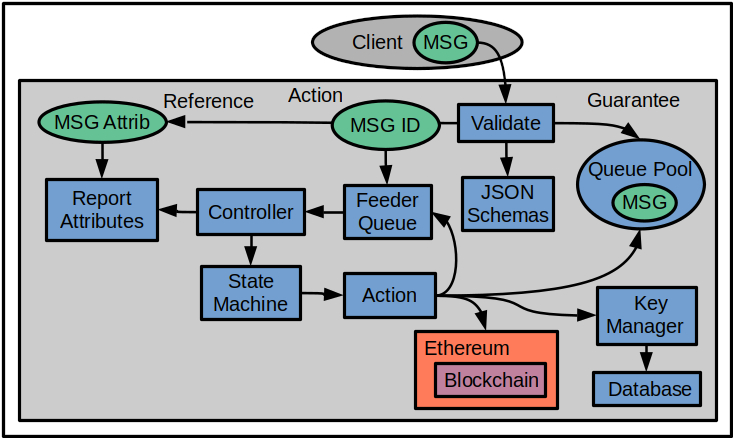 Client
MSG
Reference
Action
Guarantee
MSG Attrib
MSG ID
Validate
Queue Pool
MSG
JSON
Schemas
Report
Attributes
Controller
Feeder
Queue
State
Machine
Action
Key
Manager
Ethereum
Blockchain
Database